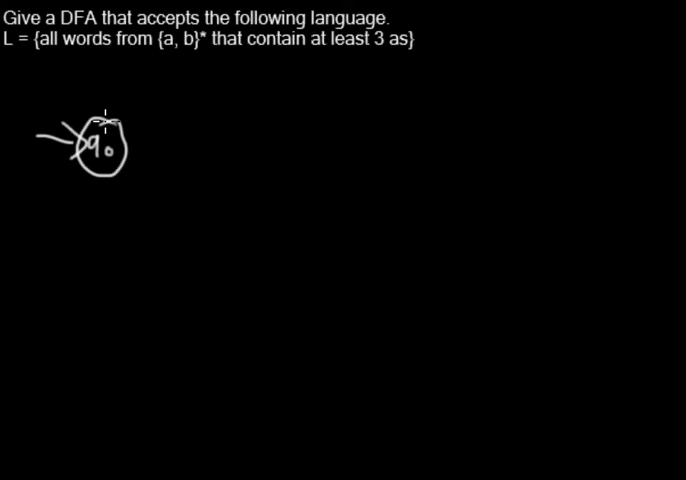 Give a DFA that accepts the following language.
L = {all words from {a, b}* that contain at least 3 as}
q0